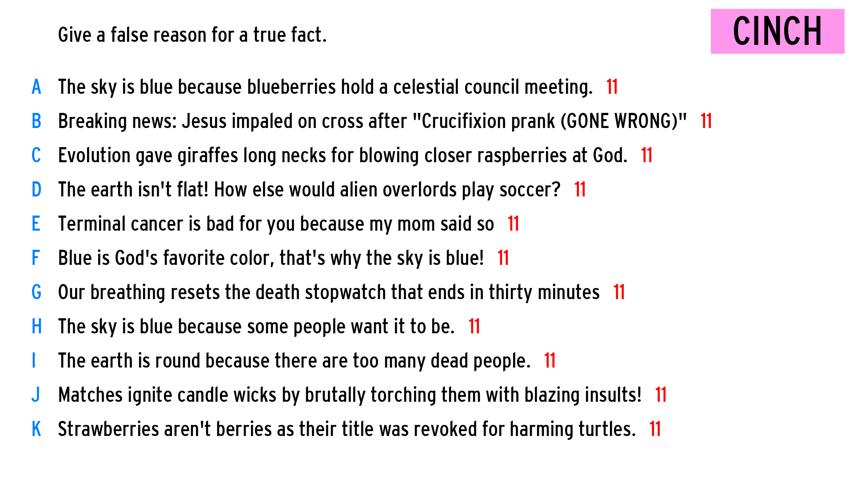 Give a false reason for a true fact.
CINCH
A The sky is blue because blueberries hold a celestial council meeting. 11
B Breaking news: Jesus impaled on cross after "Crucifixion prank (GONE WRONG)" 11
C Evolution gave giraffes long necks for blowing closer raspberries at God. 11
D The earth isn't flat! How else would alien overlords play soccer? 11
E Terminal cancer is bad for you because my mom said so 11
F Blue is God's favorite color, that's why the sky is blue! 11
G Our breathing resets the death stopwatch that ends in thirty minutes 11
H The sky is blue because some people want it to be. 11
I The earth is round because there are too many dead people. 11
J Matches ignite candle wicks by brutally torching them with blazing insults! 11
K Strawberries aren't berries as their title was revoked for harming turtles. 11